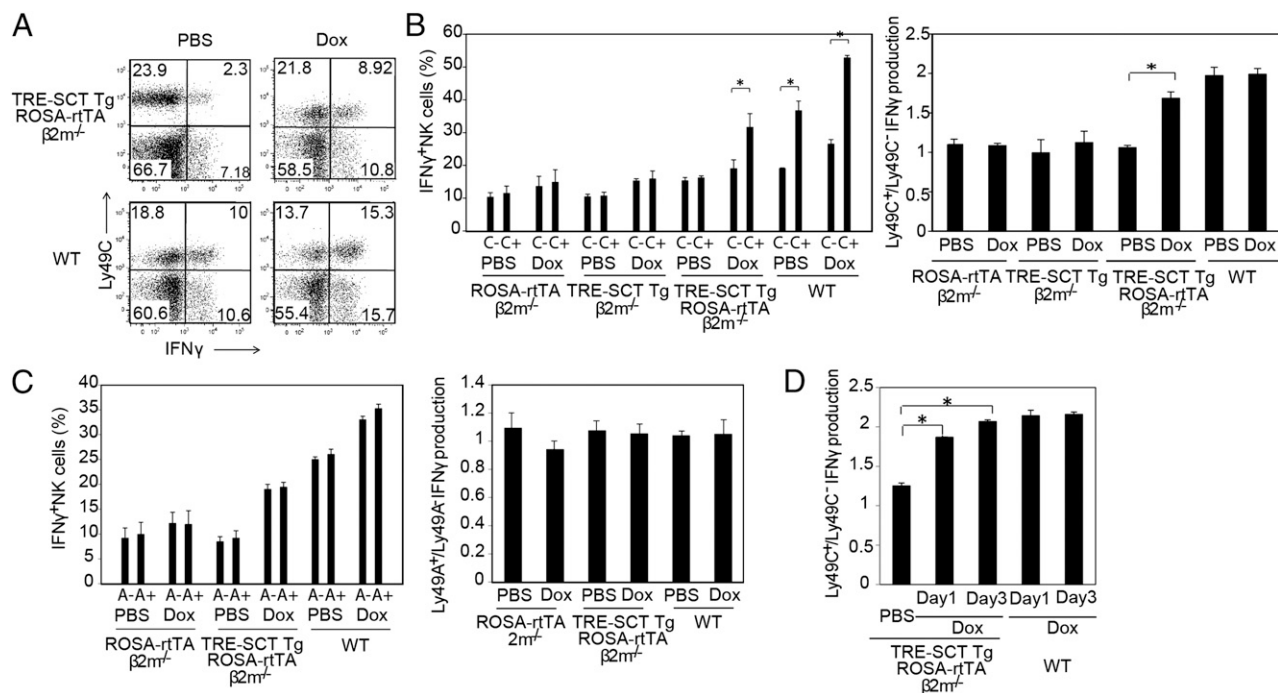 A
PBS
Dox
TRE-SCT Tg
ROSA-rtTA
β2m-/-
23.9
2.3
66.7
7.18
21.8
8.92
58.5
10.8
WT
18.8
10
60.6
10.6
13.7
15.3
55.4
15.7
Ly49C
IFNγ
B
IFNγ+NK cells (%)
60
50
40
30
20
10
0
*
*
*
C-C+ C-C+ C-C+ C-C+ C-C+ C-C+ C-C+ C-C+
PBS Dox PBS Dox PBS Dox PBS Dox
ROSA-rtTA
β2m-/-
TRE-SCT Tg
β2m-/-
TRE-SCT Tg
ROSA-rtTA
β2m-/-
WT
Ly49C+/Ly49C- IFNγ production
2.5
2
1.5
1
0.5
0
*
PBS Dox PBS Dox PBS Dox PBS Dox
ROSA-rtTA
β2m-/-
TRE-SCT Tg
β2m-/-
TRE-SCT Tg
ROSA-rtTA
β2m-/-
WT
C
IFNγ+NK cells (%)
40
35
30
25
20
15
10
5
0
A-A+ A-A+ A-A+ A-A+ A-A+ A-A+
PBS Dox PBS Dox PBS Dox
ROSA-rtTA
β2m-/-
TRE-SCT Tg
ROSA-rtTA
β2m-/-
WT
Ly49A+/Ly49A-IFNγ production
1.4
1.2
1
0.8
0.6
0.4
0.2
0
PBS Dox PBS Dox PBS Dox
ROSA-rtTA
2m-/-
TRE-SCT Tg
ROSA-rtTA
β2m-/-
WT
D
Ly49C+/Ly49C- IFNγ production
2.5
2
1.5
1
0.5
0
*
*
PBS
Day1 Day3
Dox
Day1 Day3
Dox
TRE-SCT Tg
ROSA-rtTA
β2m-/-
WT